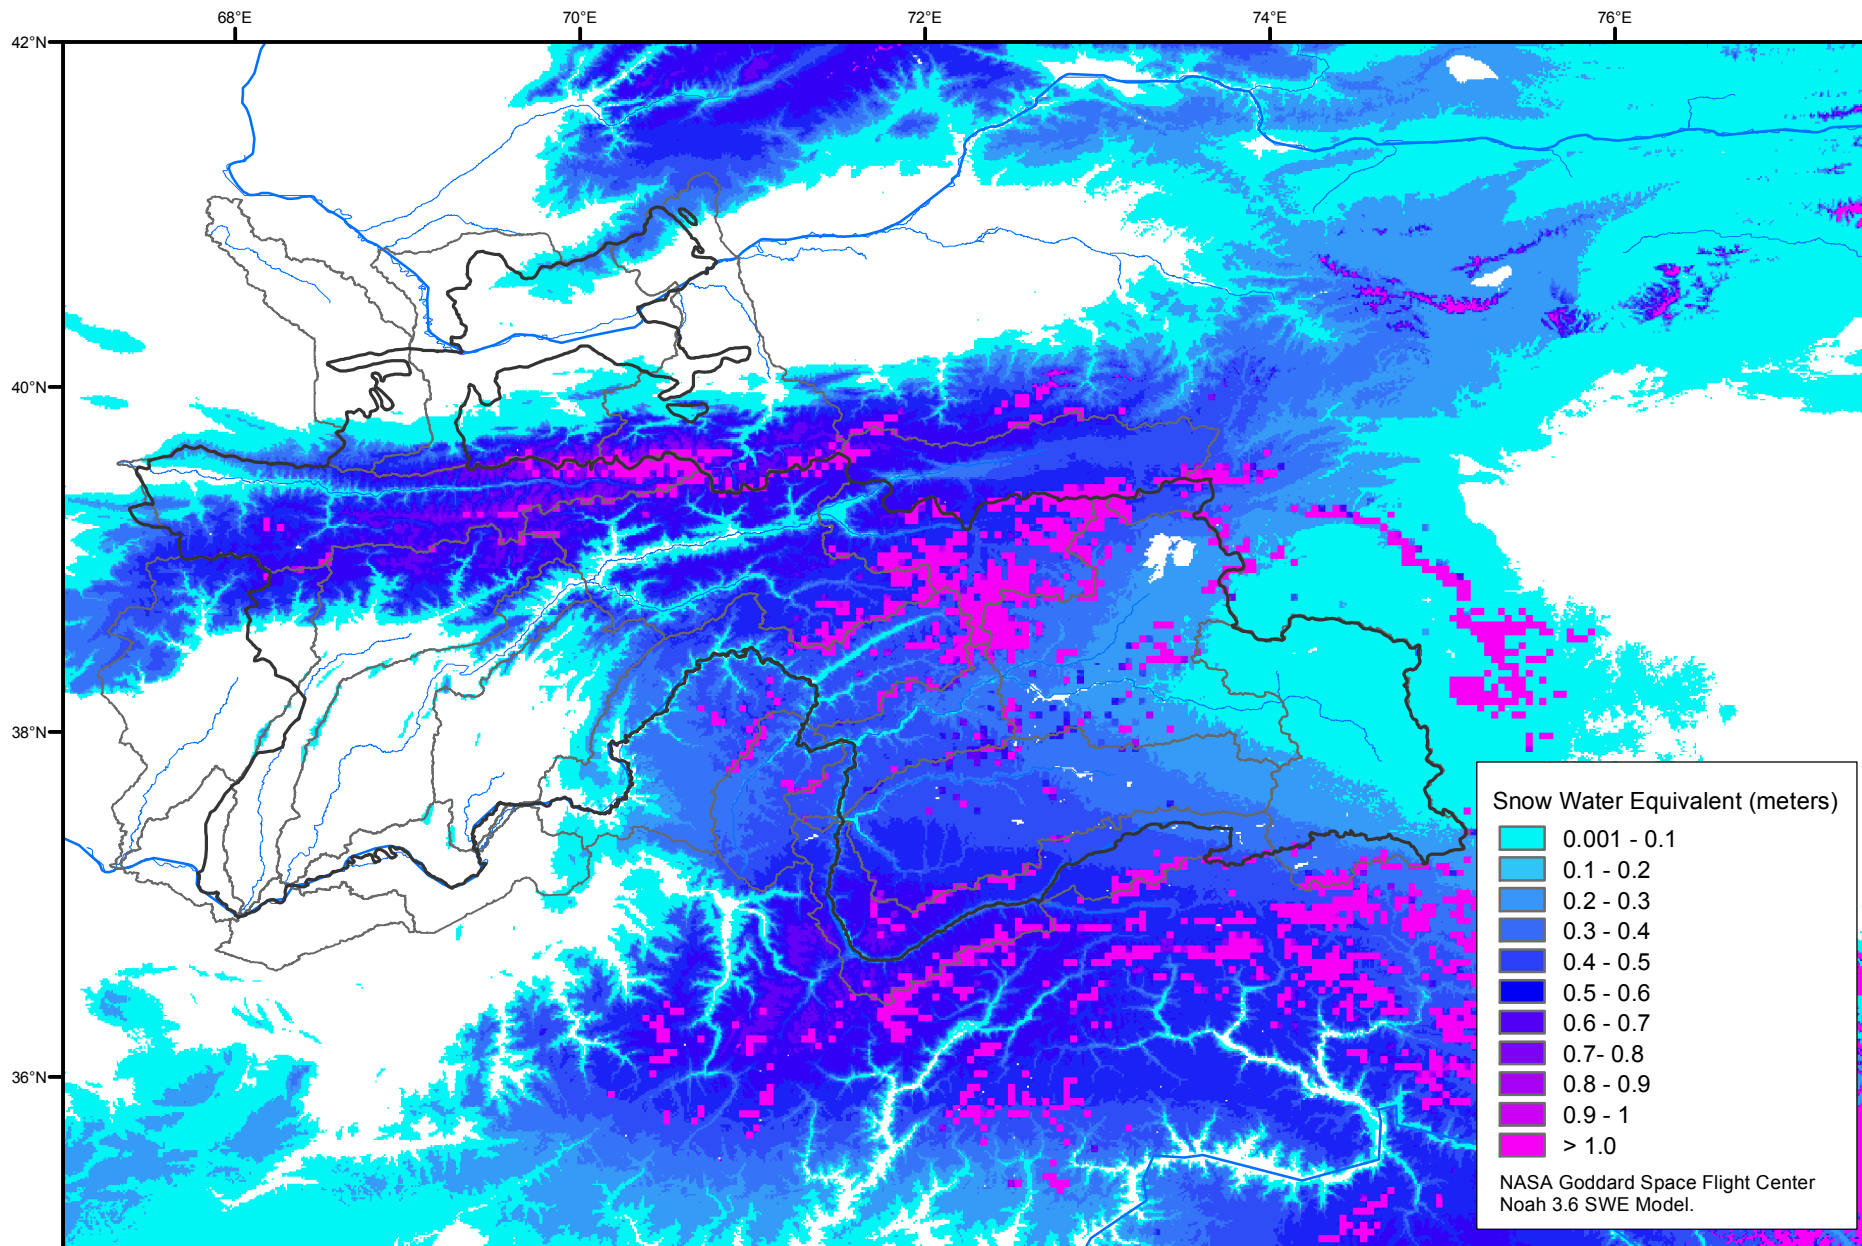 68°E
70°E
72°E
74°E
76°E
42°N
40°N
38°N
36°N
Snow Water Equivalent (meters)
0.001 - 0.1
0.1 - 0.2
0.2 - 0.3
0.3 - 0.4
0.4 - 0.5
0.5 - 0.6
0.6 - 0.7
0.7- 0.8
0.8 - 0.9
0.9 - 1
> 1.0
NASA Goddard Space Flight Center
Noah 3.6 SWE Model.